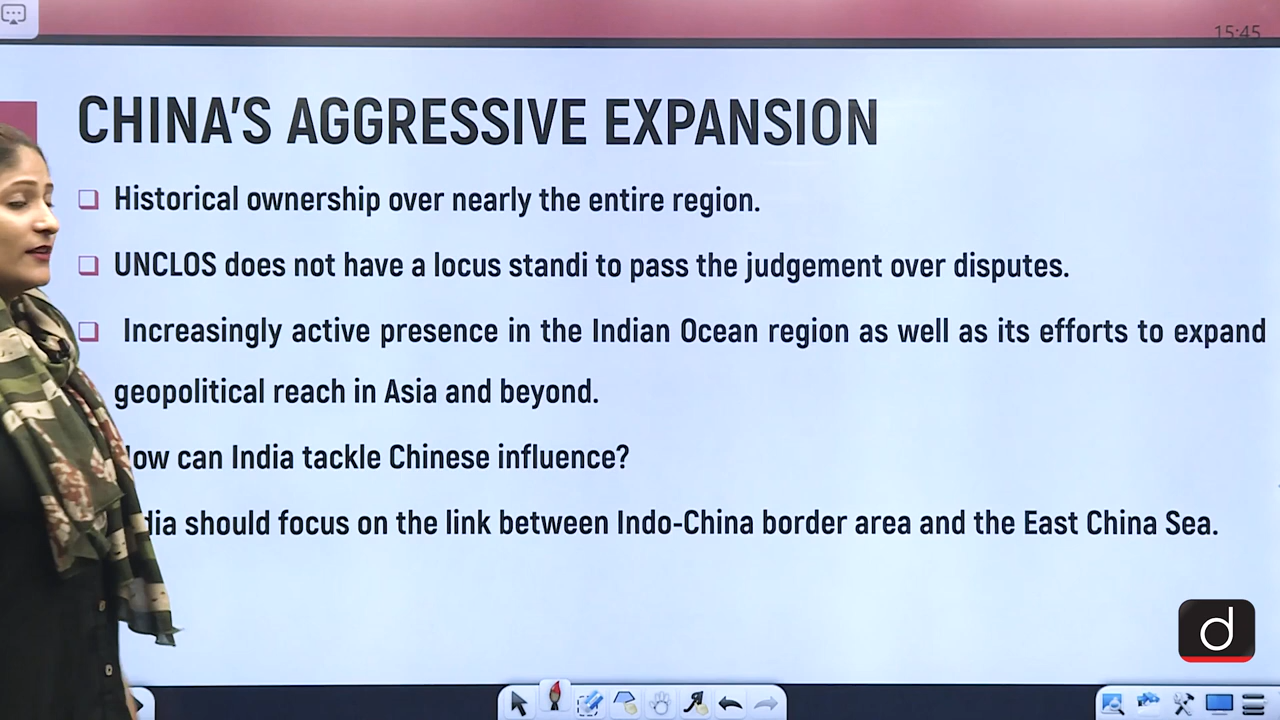 15:45
CHINA'S AGGRESSIVE EXPANSION
Historical ownership over nearly the entire region.
UNCLOS does not have a locus standi to pass the judgement over disputes.
Increasingly active presence in the Indian Ocean region as well as its efforts to expand
geopolitical reach in Asia and beyond.
can India tackle Chinese influence?
should focus on the link between Indo-China border area and the East China Sea.
d